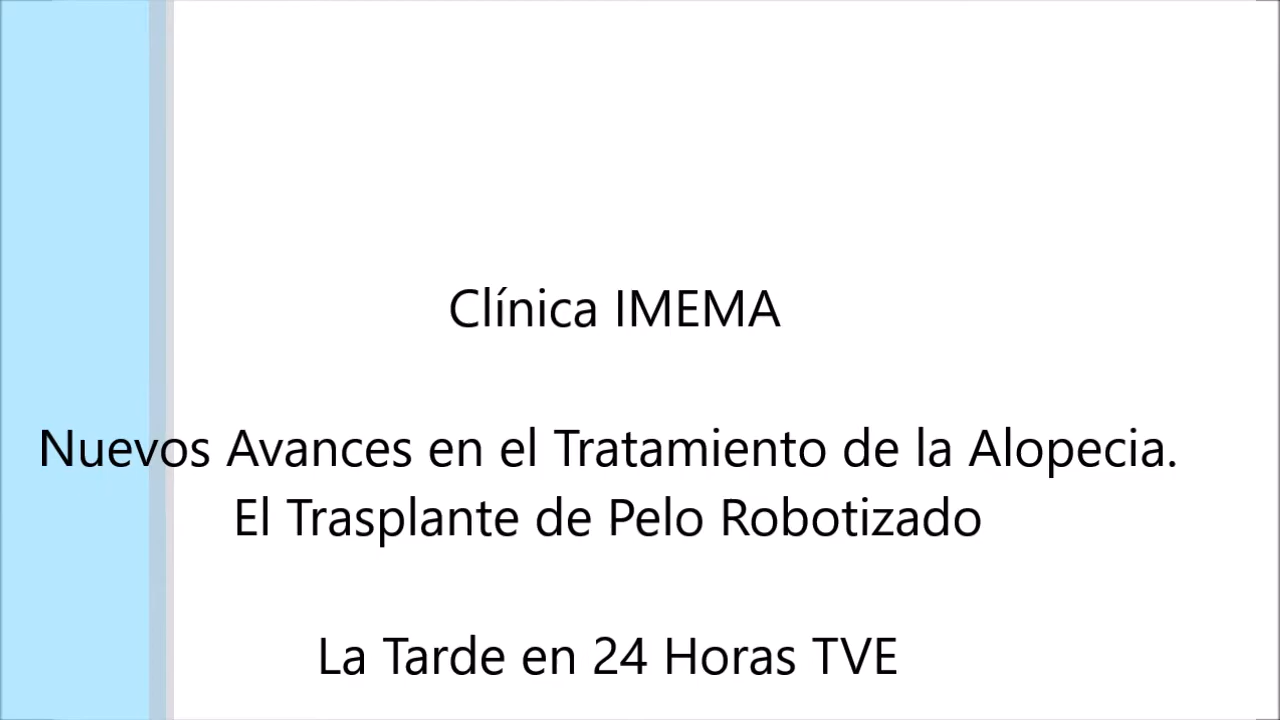 Clínica IMEMA
Nuevos Avances en el Tratamiento de la Alopecia.
El Trasplante de Pelo Robotizado
La Tarde en 24 Horas TVE